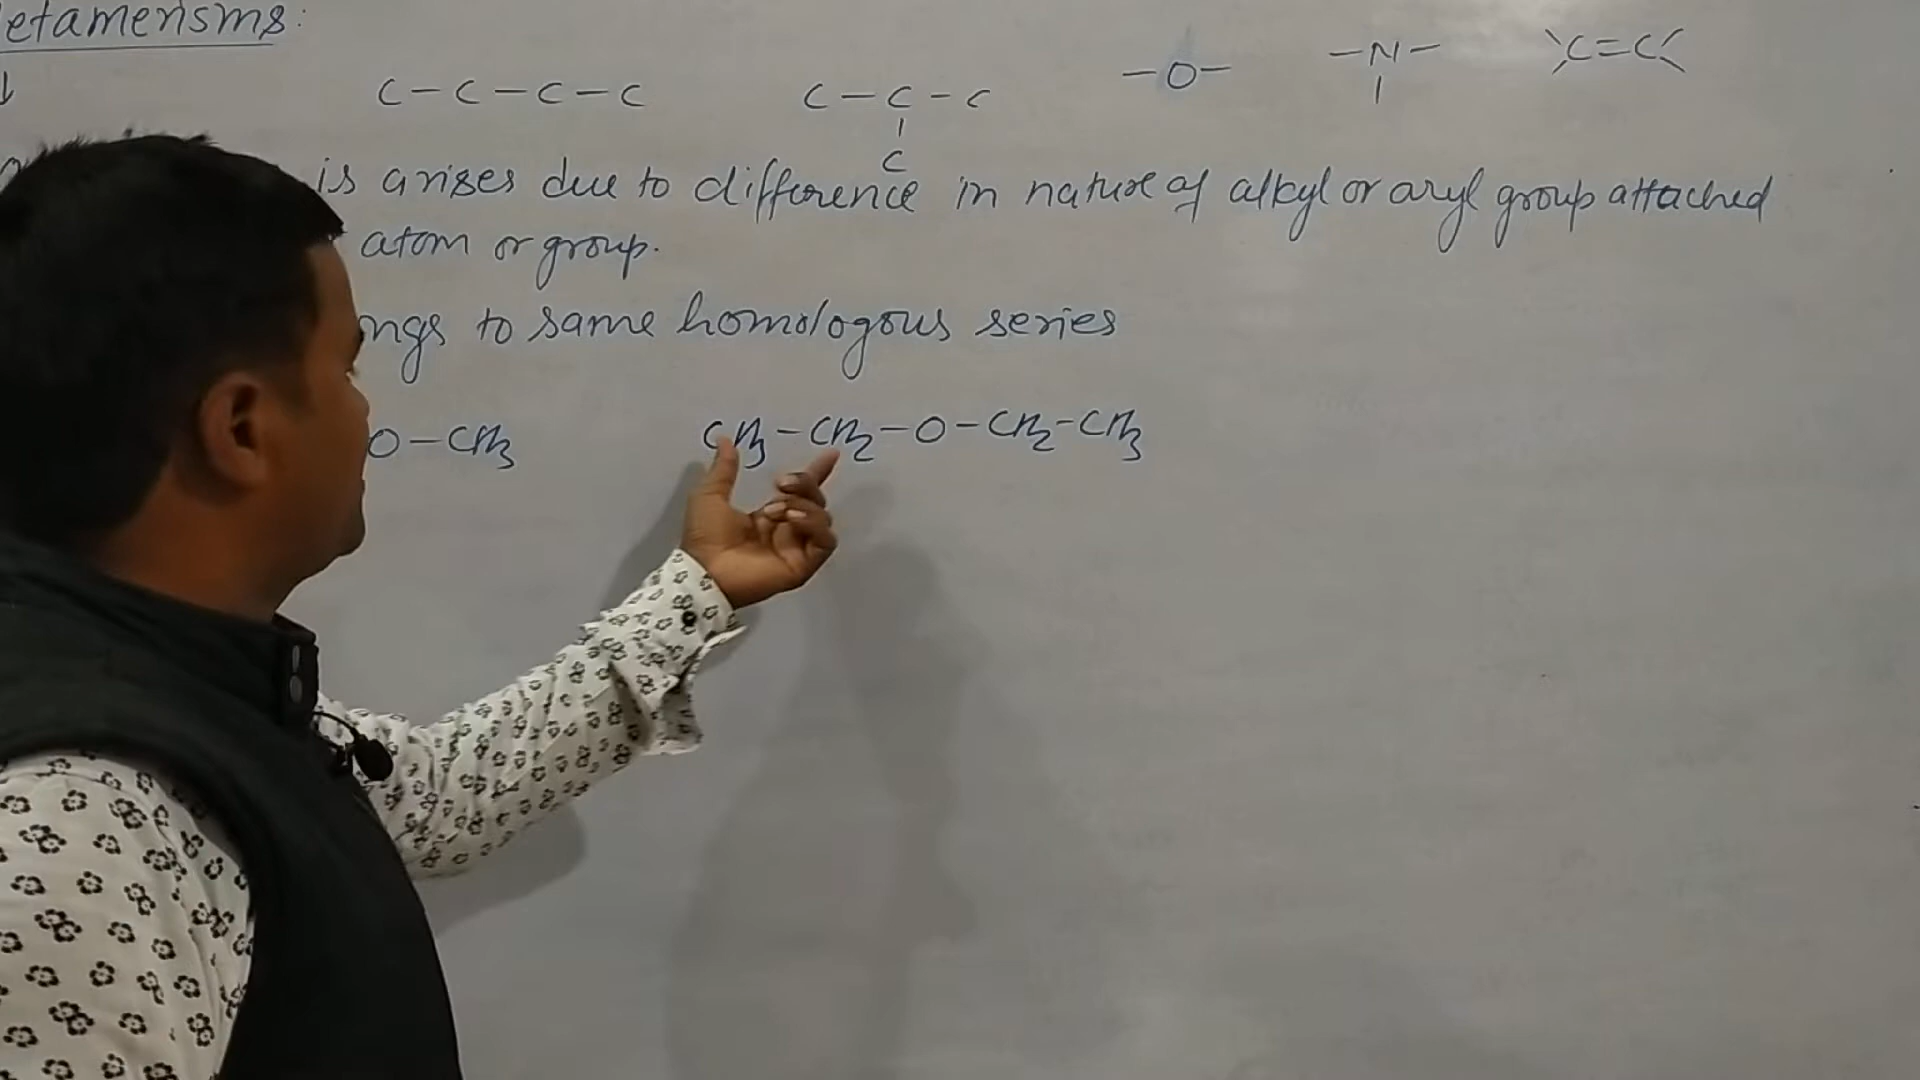 etamerisms:
C-C-C-C
C-C-C
C
-O-
-N-
C=C
is arises due to difference in nature of alkyl or aryl group attached
atom or group.
ngs to same homologous series
O-CH3
CH3-CH2-O-CH2-CH3